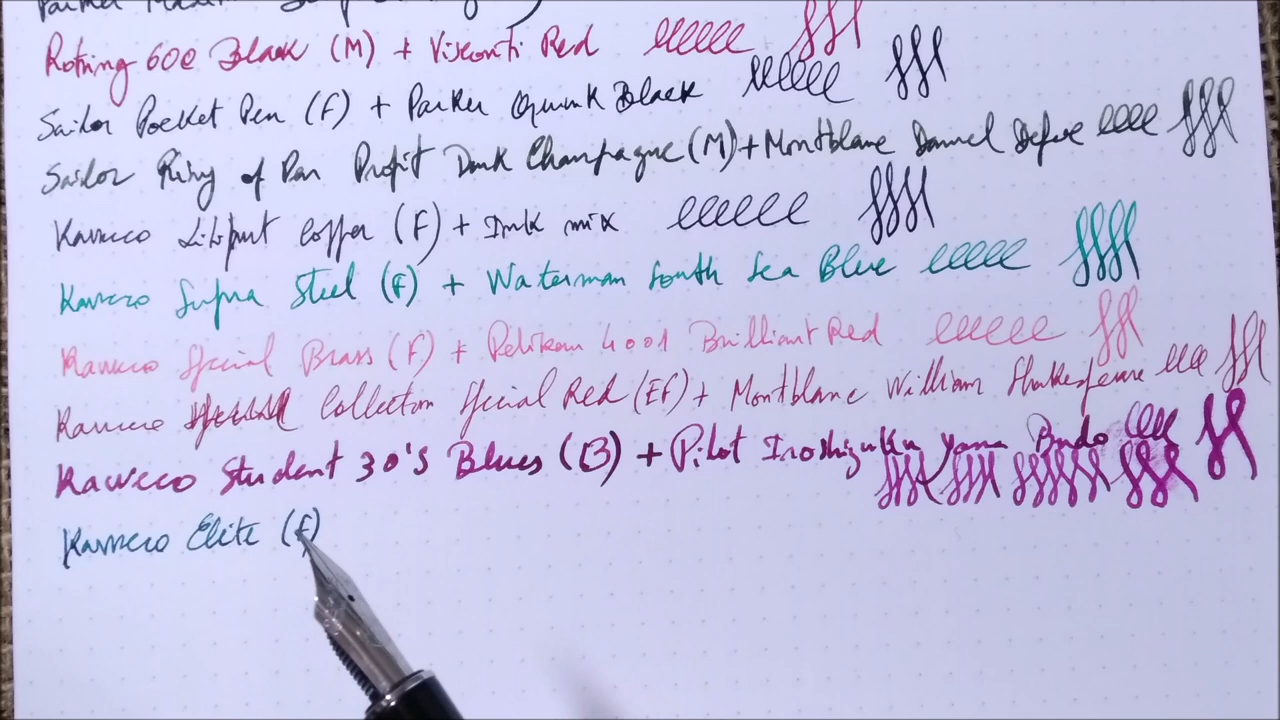 Parker
Rotring 600 Black (M) + Visconti Red
Sailor Pocket Pen (F) + Parker Quink Black
Sailor Ring of Pen Profit Dark Champagne (M) + Montblanc Daniel Defoe
Kaweco Liliput Copper (F) + Ink mix
Kaweco Supra Steel (F) + Waterman South Sea Blue
Kaweco Special Brass (F) + Pelikan 4001 Brilliant Red
Kaweco Collection Special Red (EF) + Montblanc William Shakespeare
Kaweco Student 30's Blues (B) + Pilot Iroshizuku yama Budo
Kaweco Elite (F)